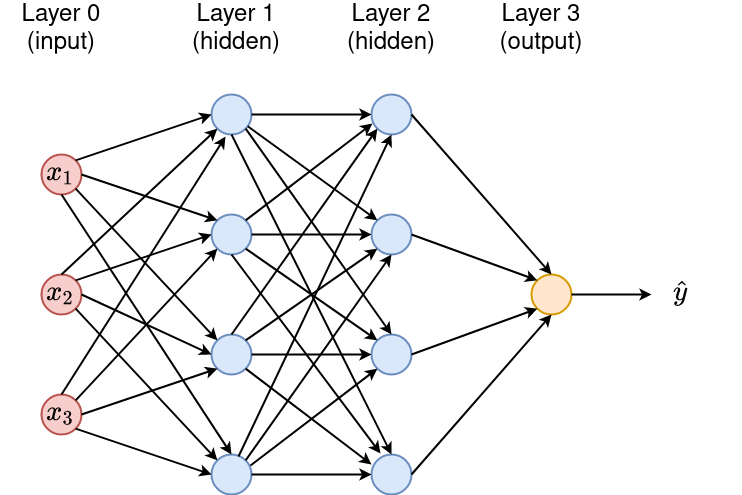 Layer 0
(input)
Layer 1
(hidden)
Layer 2
(hidden)
Layer 3
(output)
x₁
x₂
x₃
ŷ